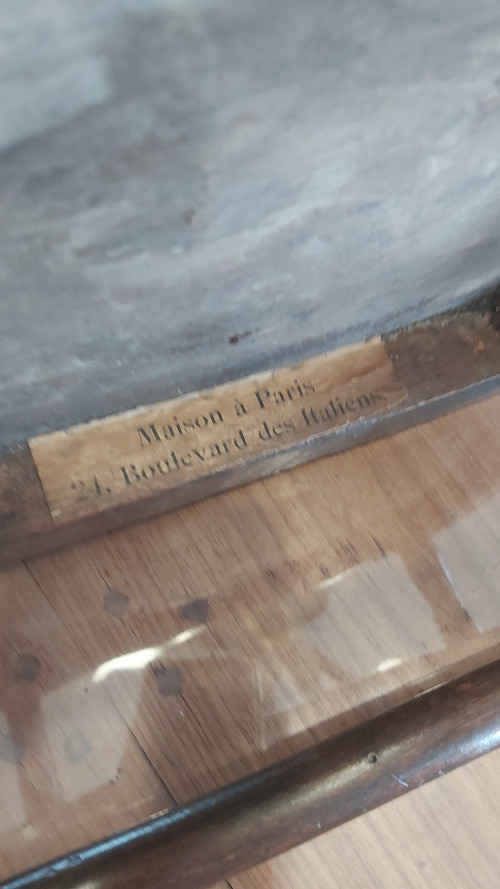 Maison à Paris
24, Boulevard des Italiens